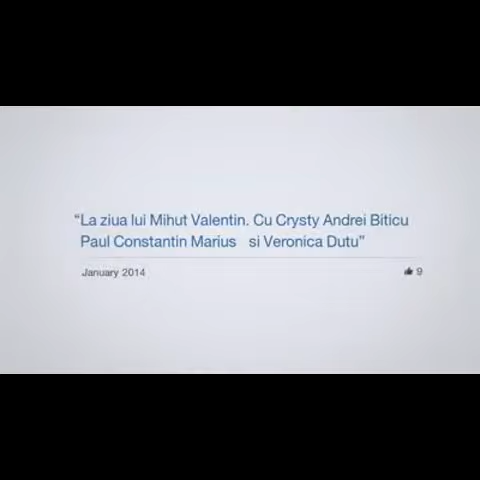 “La ziua lui Mihut Valentin. Cu Crysty Andrei Biticu
Paul Constantin Marius si Veronica Dutu”
January 2014 9